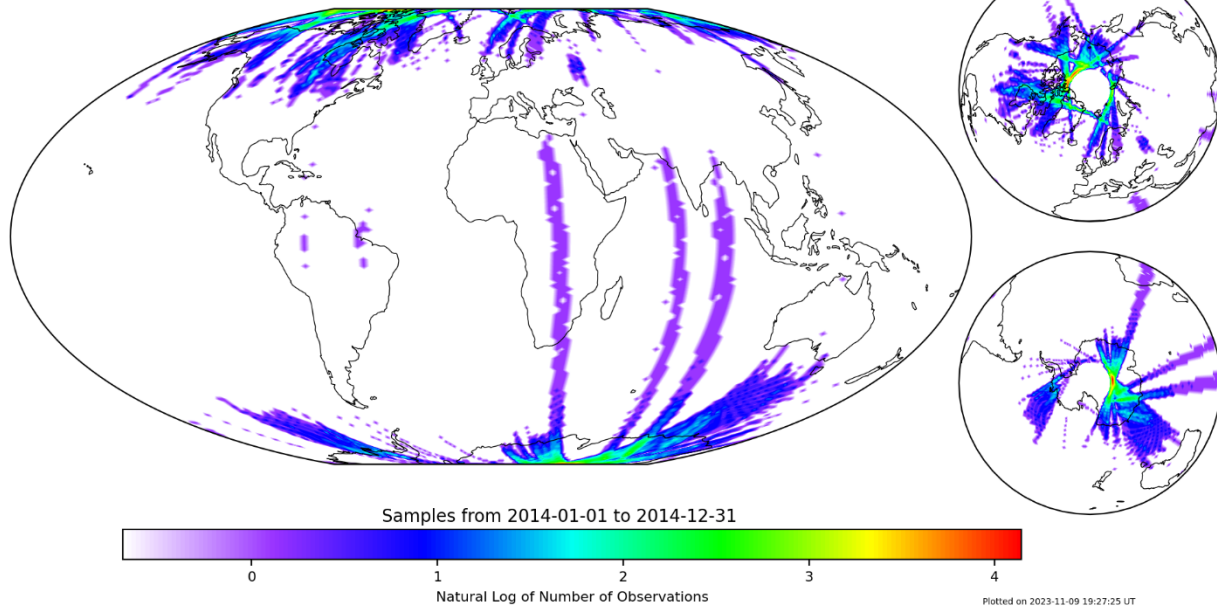 Samples from 2014-01-01 to 2014-12-31
0 1 2 3 4
Natural Log of Number of Observations
Plotted on 2023-11-09 19:27:25 UT